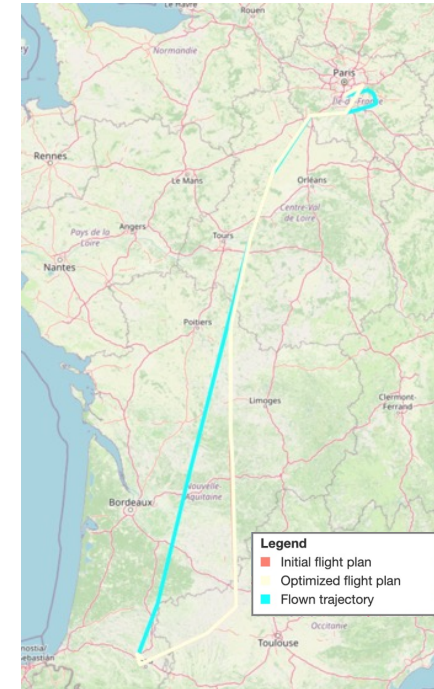 Le Havre
Rouen
Normandie
Paris
Île-de-France
Rennes
Le Mans
Orléans
Centre-Val
de Loire
Pays de la
Loire
Angers
Tours
Nantes
Poitiers
Limoges
Clermont-
Ferrand
Nouvelle-
Aquitaine
Bordeaux
Legend
Initial flight plan
Optimized flight plan
Flown trajectory
Occitanie
Toulouse
nostia/
Sebastián